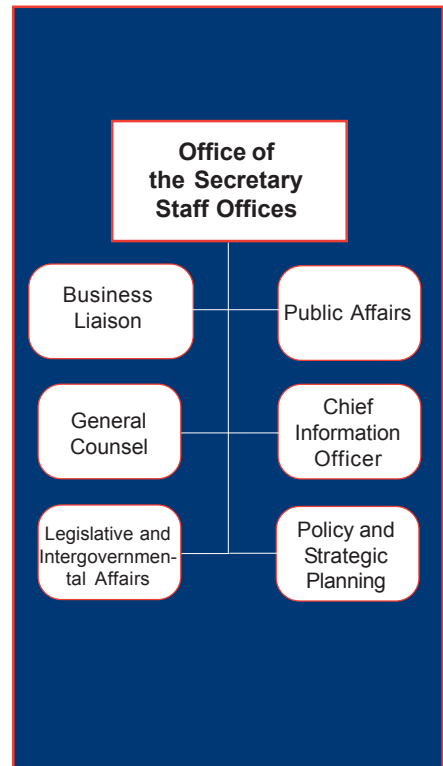 Office of
the Secretary
Staff Offices
Business
Liaison
Public Affairs
General
Counsel
Chief
Information
Officer
Legislative and
Intergovernmen-
tal Affairs
Policy and
Strategic
Planning